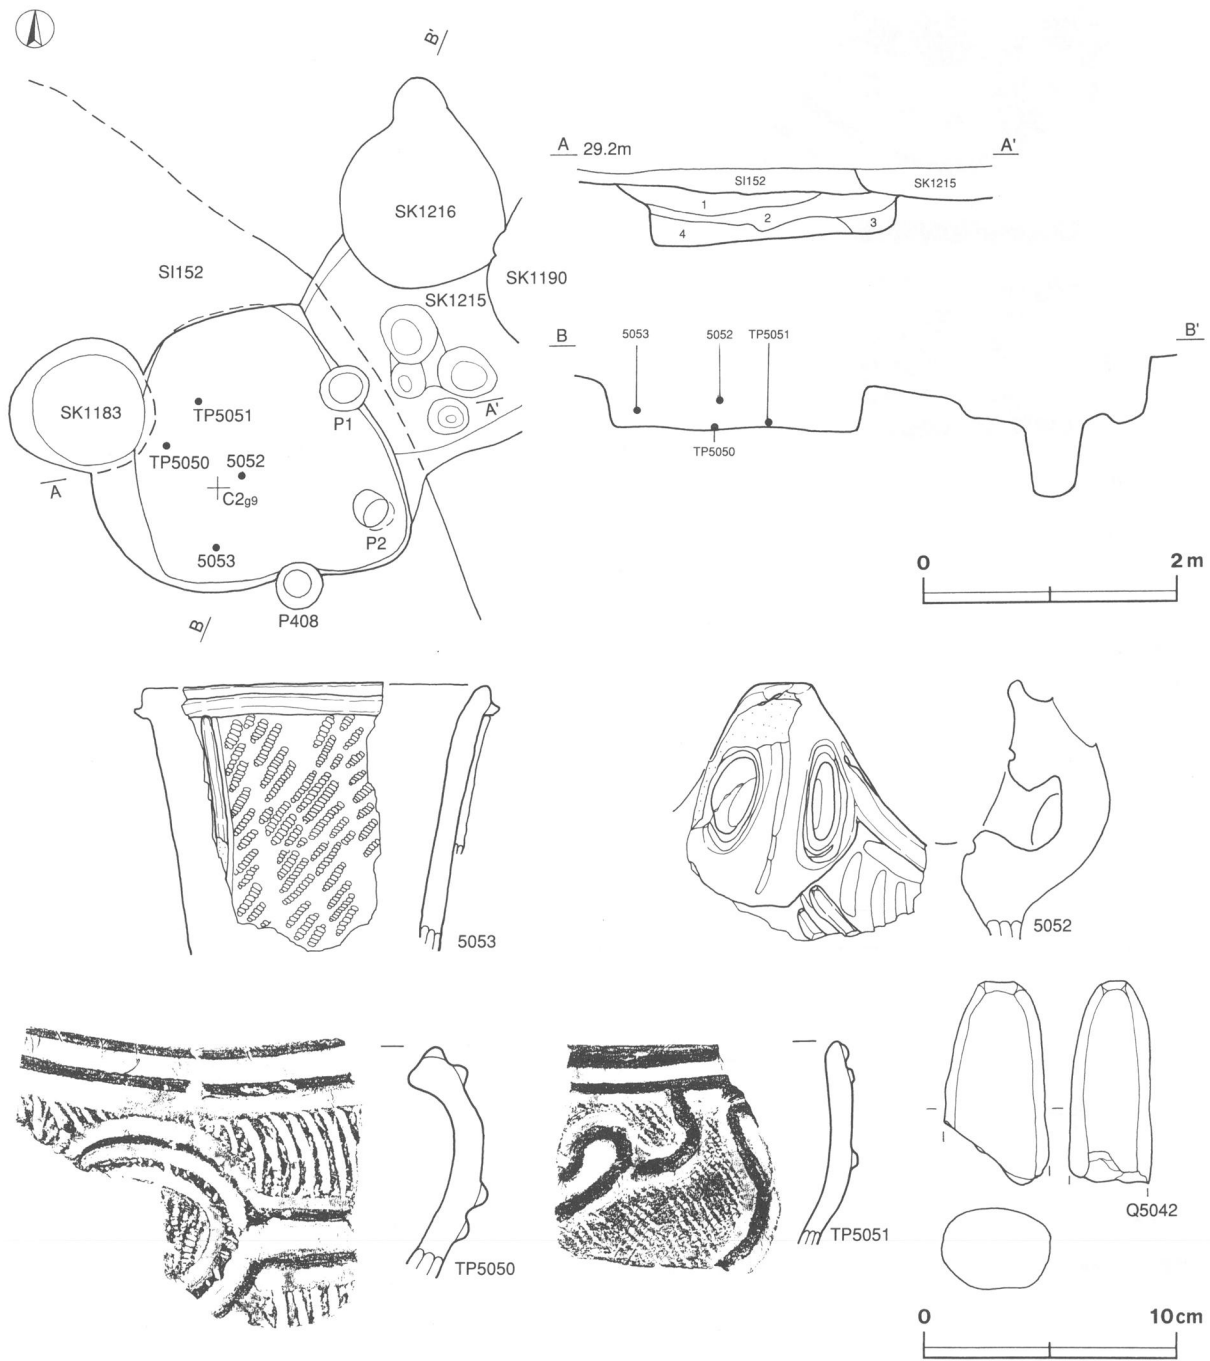 B'
SK1216
SI152
SK1190
SK1215
SK1183
TP5051
P1
A'
TP5050
5052
A
C2g9
P2
5053
P408
B
A 29.2m A'
SI152
SK1215
1
2
3
4
B B'
5053 5052 TP5051
TP5050
0 2m
5053
5052
TP5050
TP5051
Q5042
0 10cm